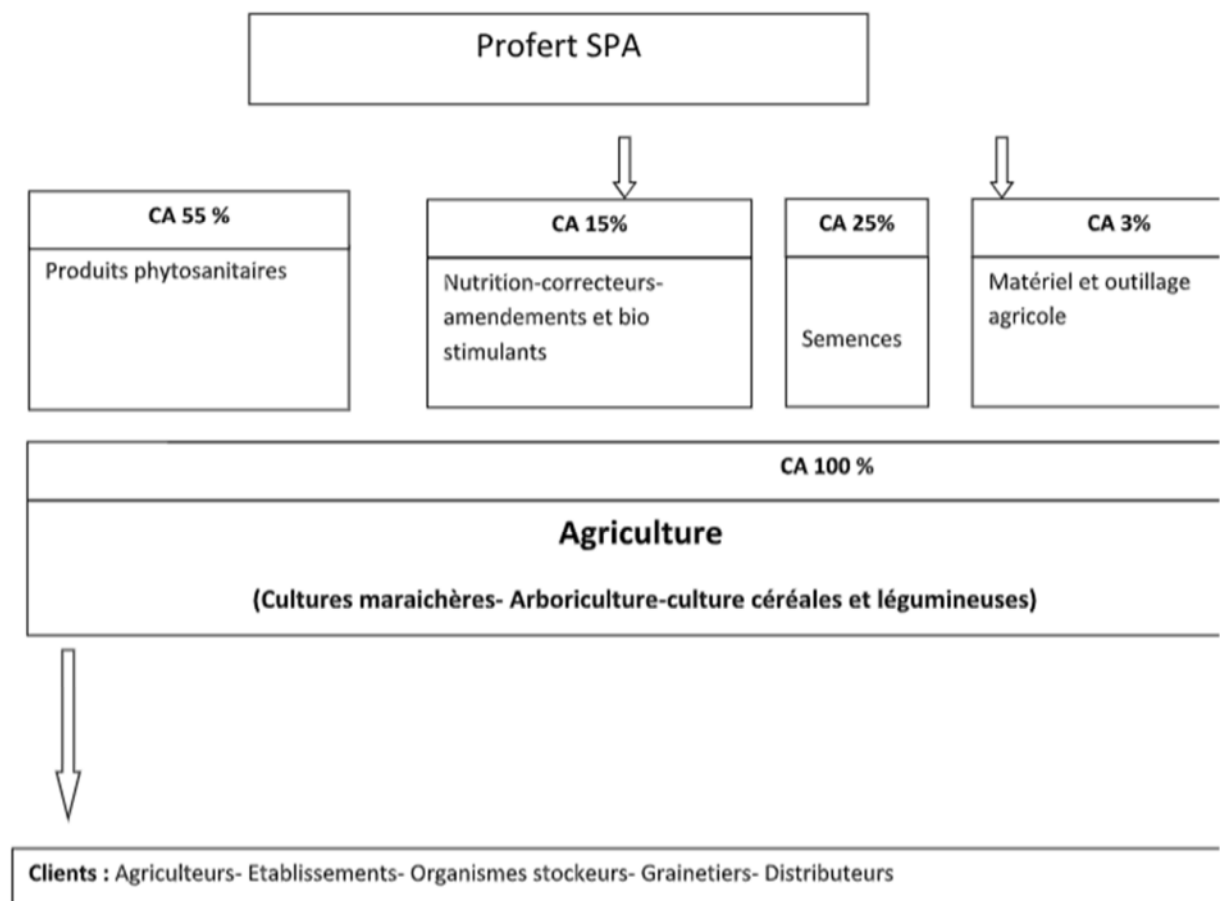 Profert SPA
CA 55 %
Produits phytosanitaires
CA 15%
Nutrition-correcteurs-
amendements et bio
stimulants
CA 25%
Semences
CA 3%
Matériel et outillage
agricole
CA 100 %
Agriculture
(Cultures maraichères- Arboriculture-culture céréales et légumineuses)
Clients : Agriculteurs- Etablissements- Organismes stockeurs- Grainetiers- Distributeurs